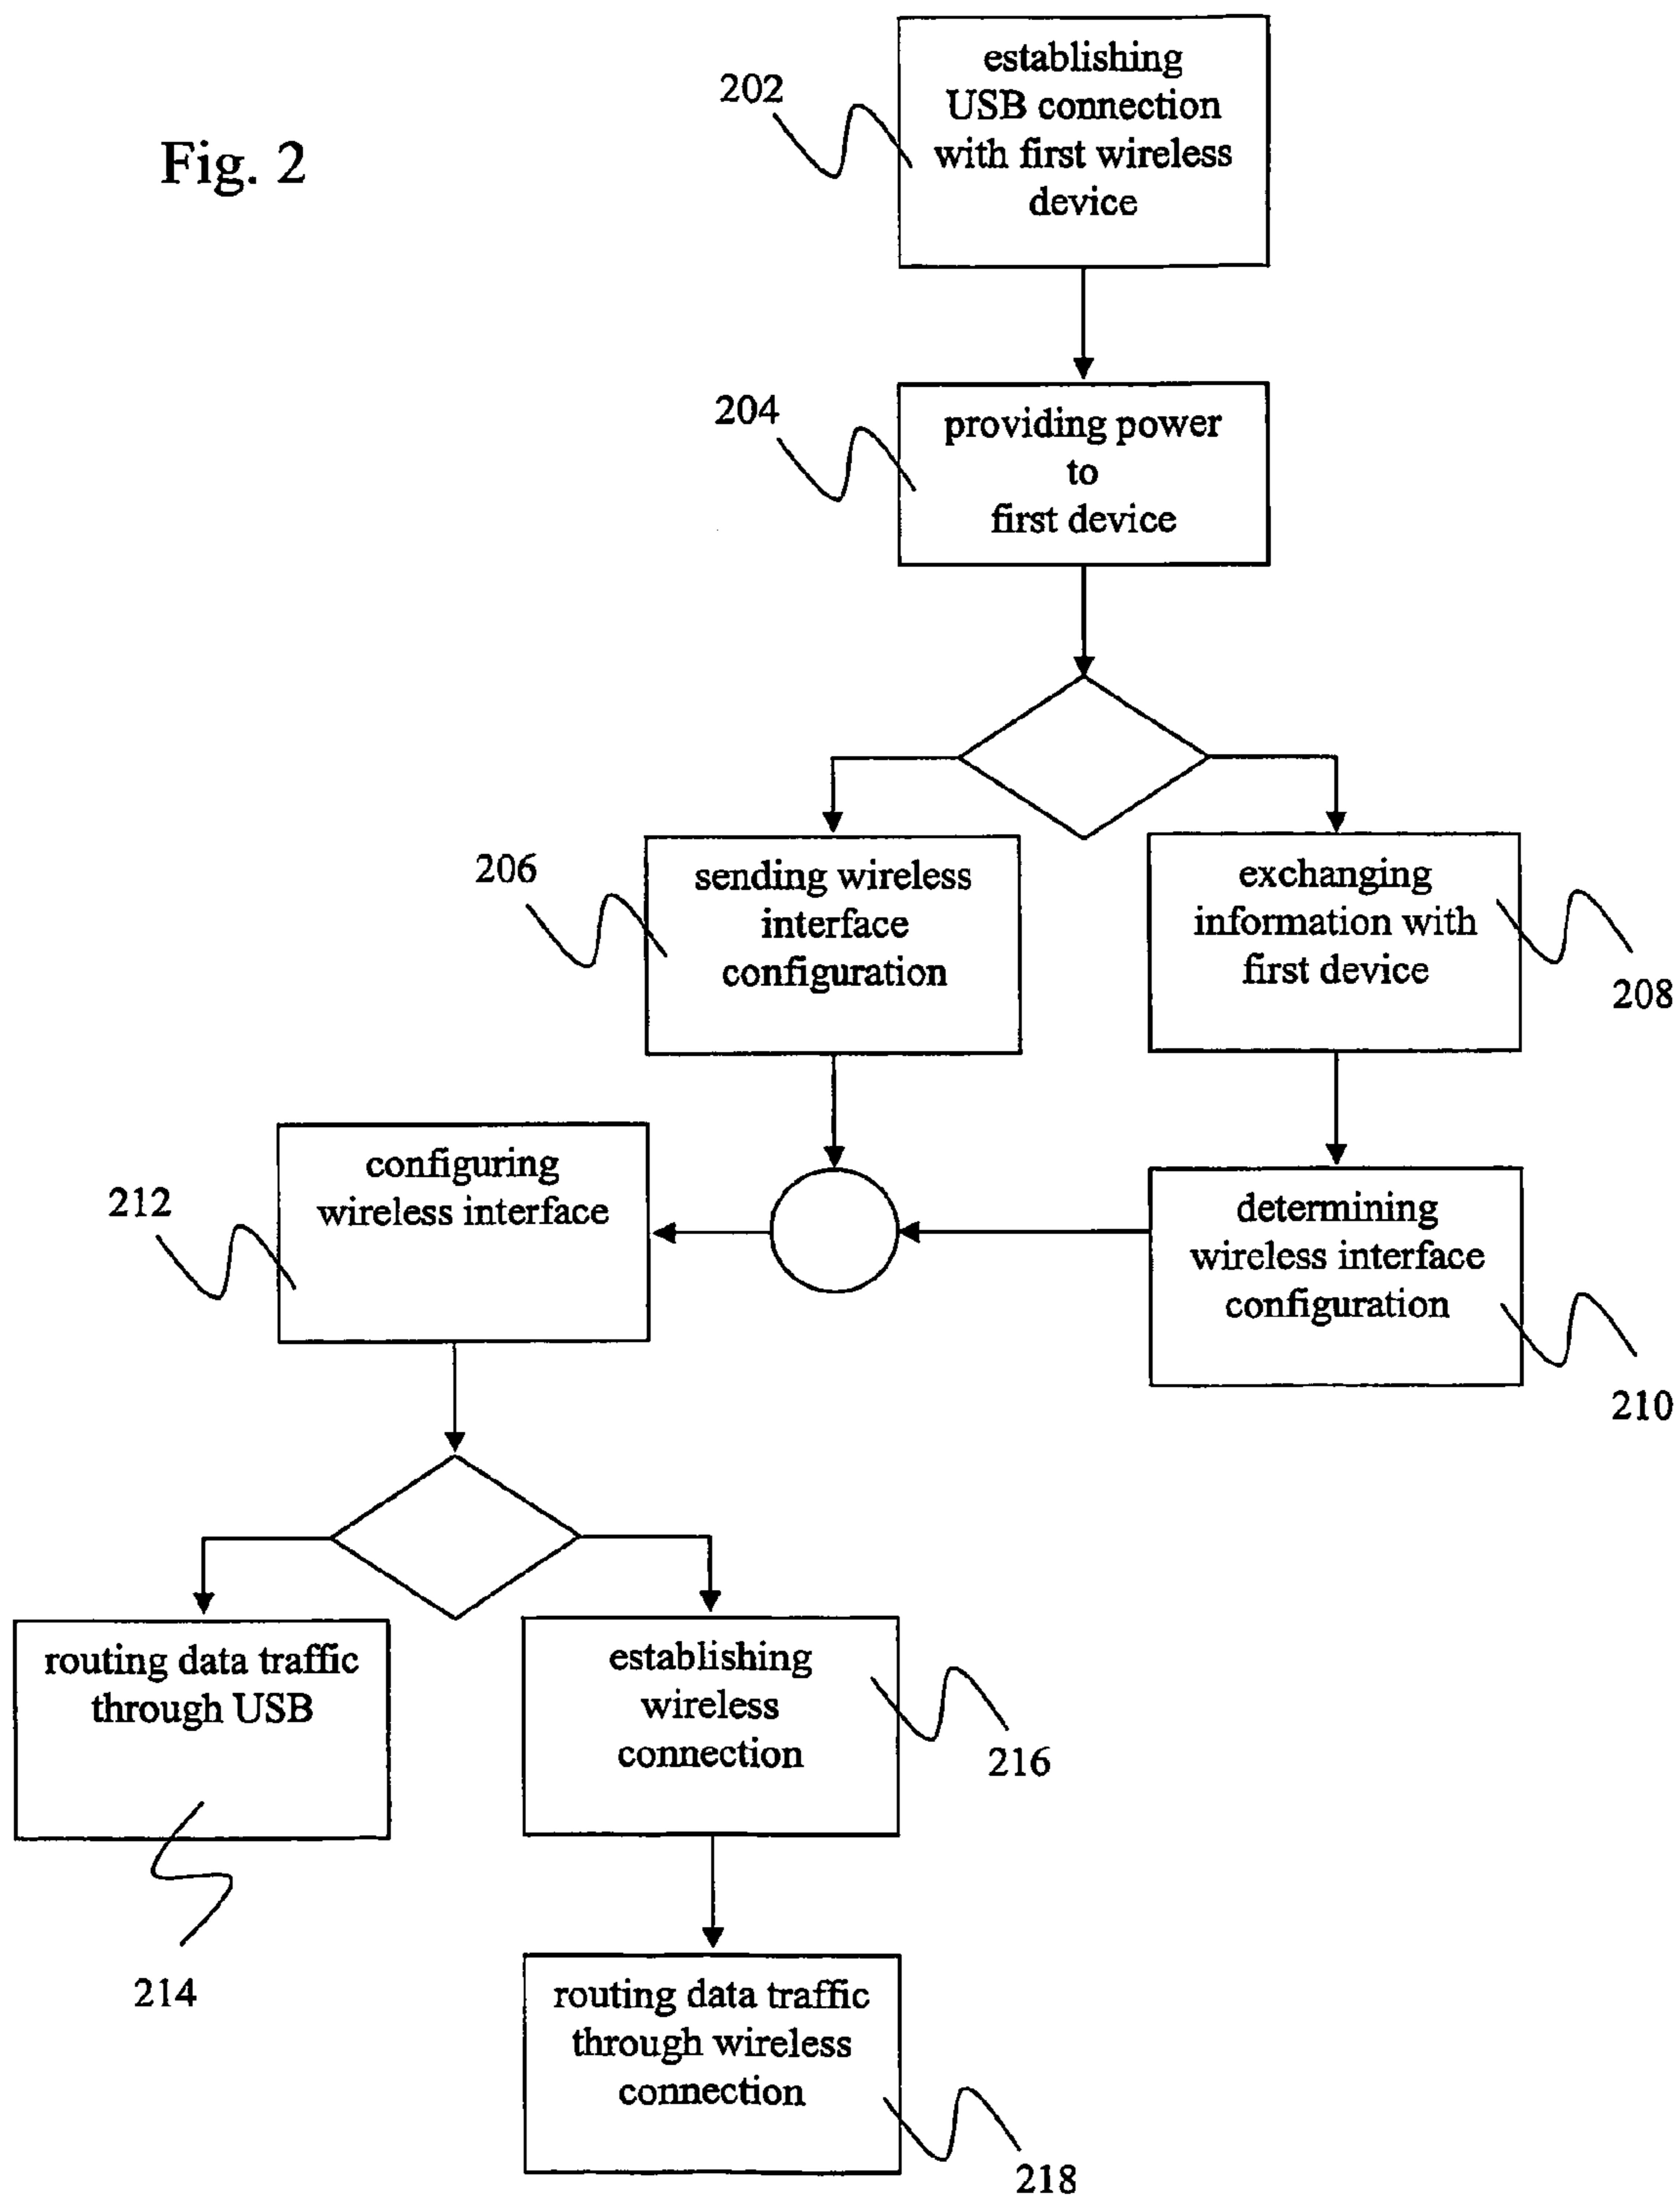 Fig. 2
202
establishing
USB connection
with first wireless
device
204
providing power
to
first device
206
sending wireless
interface
configuration
exchanging
information with
first device
208
212
configuring
wireless interface
determining
wireless interface
configuration
210
routing data traffic
through USB
214
establishing
wireless
connection
216
routing data traffic
through wireless
connection
218